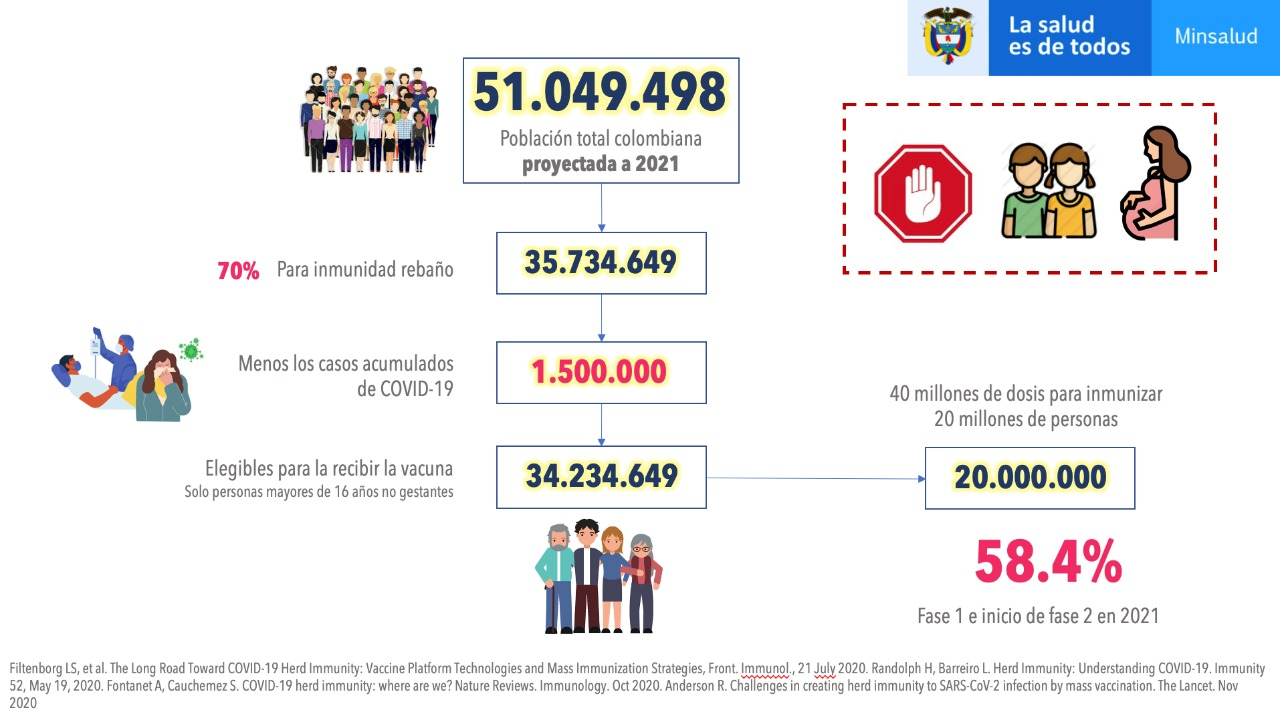 La salud
es de todos
Minsalud
51.049.498
Población total colombiana
proyectada a 2021
70% Para inmunidad rebaño
35.734.649
Menos los casos acumulados
de COVID-19
1.500.000
40 millones de dosis para inmunizar
20 millones de personas
Elegibles para la recibir la vacuna
Solo personas mayores de 16 años no gestantes
34.234.649
20.000.000
58.4%
Fase 1 e inicio de fase 2 en 2021
Filtenborg LS, et al. The Long Road Toward COVID-19 Herd Immunity: Vaccine Platform Technologies and Mass Immunization Strategies, Front. Immunol., 21 July 2020. Randolph H, Barreiro L. Herd Immunity: Understanding COVID-19. Immunity
52, May 19, 2020. Fontanet A, Cauchemez S. COVID-19 herd immunity: where are we? Nature Reviews. Immunology. Oct 2020. Anderson R. Challenges in creating herd immunity to SARS-CoV-2 infection by mass vaccination. The Lancet. Nov
2020